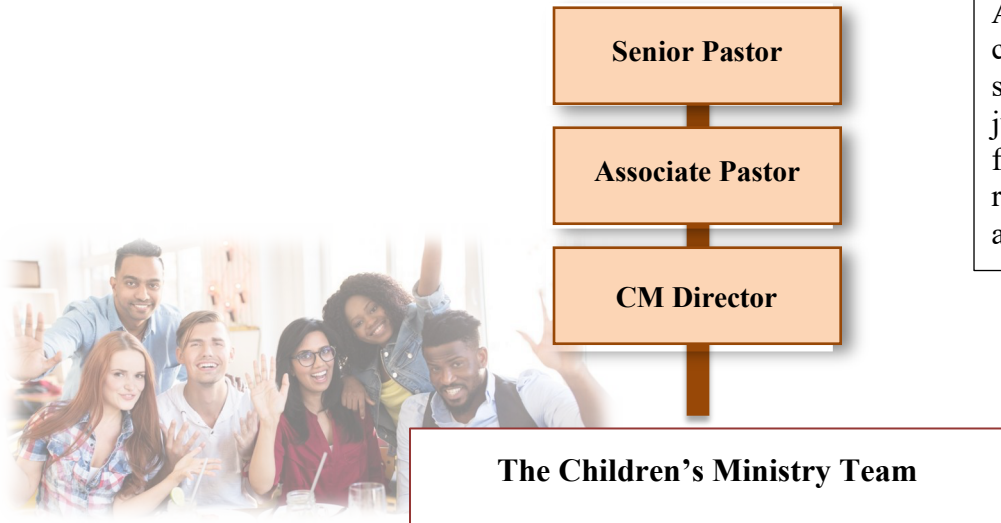 Senior Pastor
Associate Pastor
CM Director
The Children’s Ministry Team